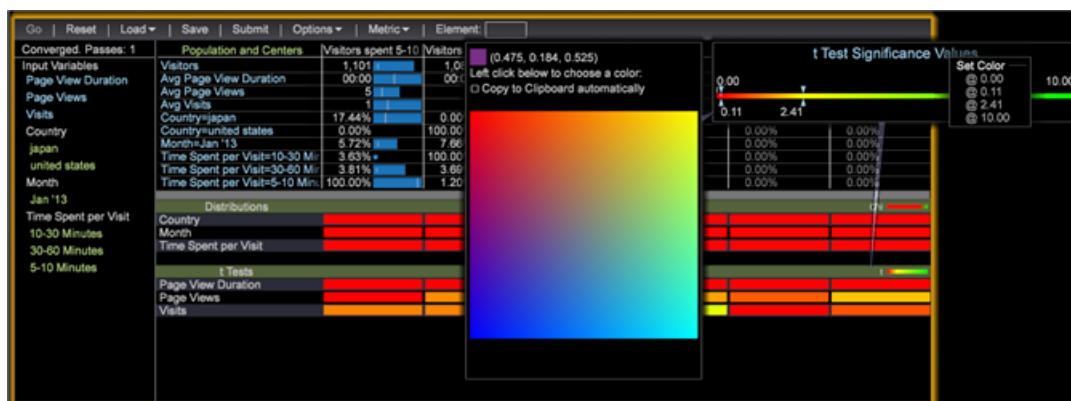 Go | Reset | Load | Save | Submit | Options | Metric | Element:
Converged. Passes: 1
Input Variables
Page View Duration
Page Views
Visits
Country
japan
united states
Month
Jan '13
Time Spent per Visit
10-30 Minutes
30-60 Minutes
5-10 Minutes
Population and Centers Visitors spent 5-10 Visitors
Visitors 1,101
Avg Page View Duration 00:00
Avg Page Views 5
Avg Visits 1
Country=japan 17.44% 0.00
Country=united states 0.00% 100.00 0.00% 0.00%
Month=Jan '13 5.72% 7.66 0.00% 0.00%
Time Spent per Visit=10-30 Min 3.63% 100.00 0.00% 0.00%
Time Spent per Visit=30-60 Min 3.81% 3.69 0.00% 0.00%
Time Spent per Visit=5-10 Minu 100.00% 1.20 0.00% 0.00%
Distributions
Country
Month
Time Spent per Visit
t Tests t
Page View Duration
Page Views
Visits
(0.475, 0.184, 0.525)
Left click below to choose a color:
Copy to Clipboard automatically
t Test Significance Values
0.00 10.00
0.11 2.41
Set Color
@ 0.00
@ 0.11
@ 2.41
@ 10.00